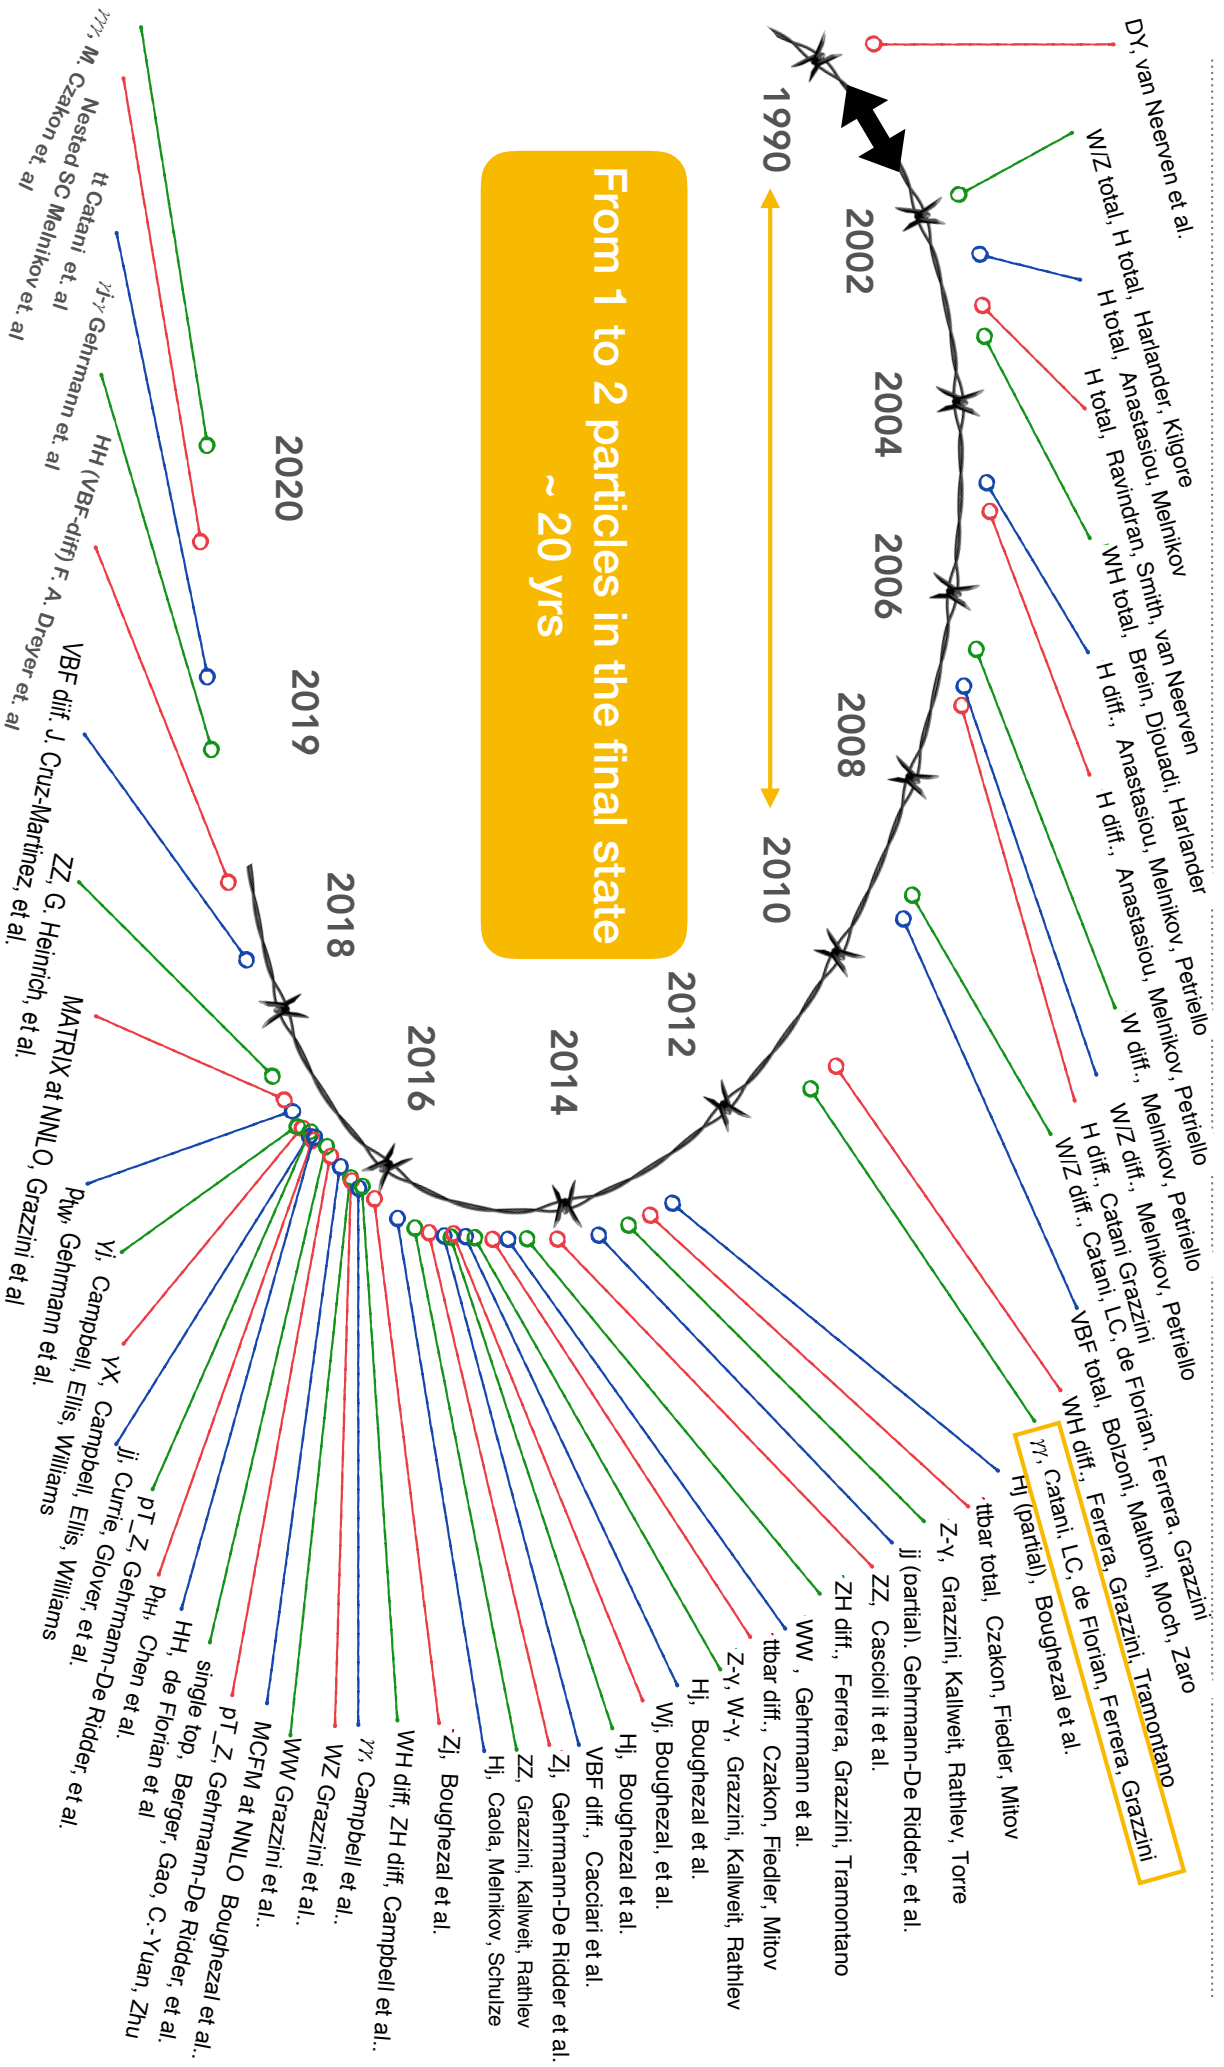 DY, van Neerven et al.
W/Z total, H total, Harlander, Kilgore
H total, Anastasiou, Melnikov
H total, Ravindran, Smith, van Neerven
WH total, Brein, Djouadi, Harlander
H diff., Anastasiou, Melnikov, Petriello
H diff., Anastasiou, Melnikov, Petriello
W diff., Melnikov, Petriello
W/Z diff., Melnikov, Petriello
H diff., Catani Grazzini
W/Z diff., Catani, LC, de Florian, Ferrera, Grazzini
VBF total, Bolzoni, Maltoni, Moch, Zaro
WH diff., Ferrera, Grazzini, Tramontano
γγ, Catani, LC, de Florian, Ferrera, Grazzini
Hj (partial), Boughezal et al.
ttbar total, Czakon, Fiedler, Mitov
Z-γ, Grazzini, Kallweit, Rathlev, Torre
jj (partial). Gehrmann-De Ridder, et al.
ZZ, Cascioli it et al.
ZH diff., Ferrera, Grazzini, Tramontano
WW , Gehrmann et al.
ttbar diff., Czakon, Fiedler, Mitov
Z-γ, W-γ, Grazzini, Kallweit, Rathlev
Hj, Boughezal et al.
Wj, Boughezal, et al.
Hj, Boughezal et al.
VBF diff., Cacciari et al.
Zj, Gehrmann-De Ridder et al.
ZZ, Grazzini, Kallweit, Rathlev
Hj, Caola, Melnikov, Schulze
Zj, Boughezal et al.
WH diff, ZH diff, Campbell et al..
γγ, Campbell et al..
WZ Grazzini et al..
WW Grazzini et al..
MCFM at NNLO Boughezal et al..
pT_Z, Gehrmann-De Ridder, et al.
single top, Berger, Gao, C.-Yuan, Zhu
HH, de Florian et al
ptH, Chen et al.
pT_Z, Gehrmann-De Ridder, et al.
jj, Currie, Glover, et al.
γX, Campbell, Ellis, Williams
γj, Campbell, Ellis, Williams
ptw, Gehrmann et al.
MATRIX at NNLO, Grazzini et al
ZZ, G. Heinrich, et al.
VBF diif. J. Cruz-Martinez, et al.
HH (VBF-diff) F. A. Dreyer et. al
γj-γ Gehrmann et. al
tt Catani et. al
Nested SC Melnikov et. al
γγγ, M. Czakon et. al
1990
2002
2004
2006
2008
2010
2012
2014
2016
2018
2019
2020
From 1 to 2 particles in the final state
~ 20 yrs